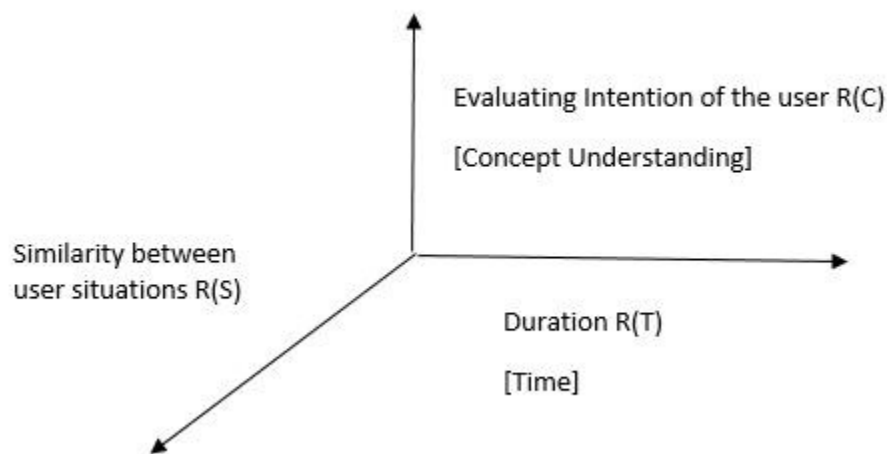 Evaluating Intention of the user R(C)
[Concept Understanding]
Similarity between
user situations R(S)
Duration R(T)
[Time]